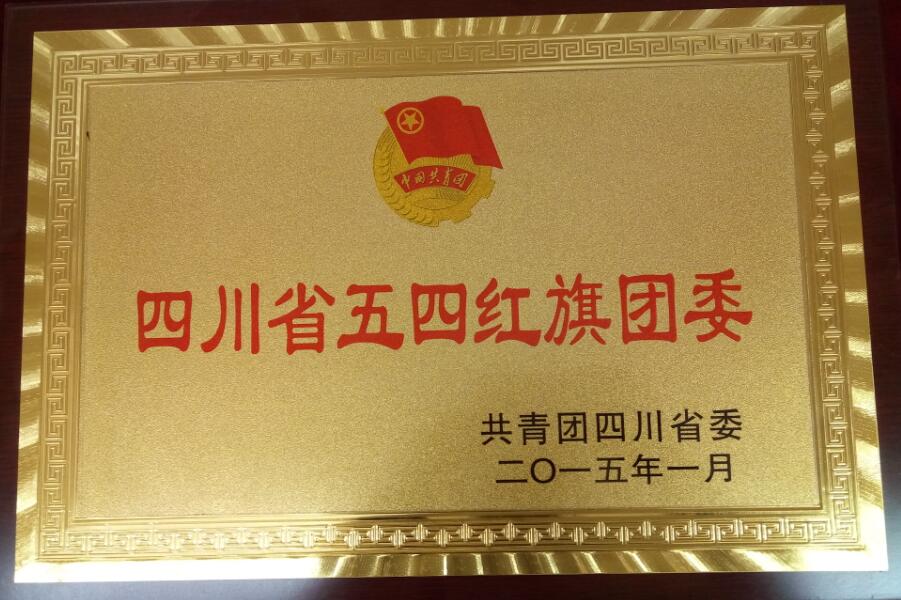 中国共青团
四川省五四红旗团委
共青团四川省委
二〇一五年一月